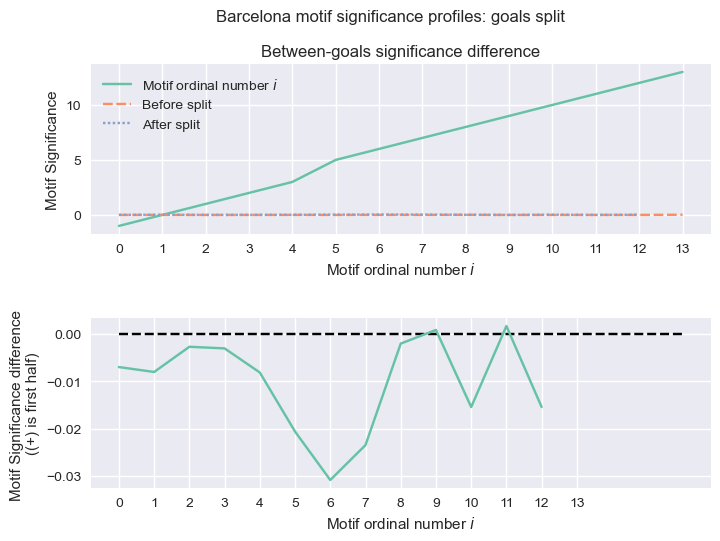 Barcelona motif significance profiles: goals split
Between-goals significance difference
Motif Significance
10
5
0
Motif ordinal number i
Before split
After split
0 1 2 3 4 5 6 7 8 9 10 11 12 13
Motif ordinal number i
Motif Significance difference
((+) is first half)
0.00
−0.01
−0.02
−0.03
0 1 2 3 4 5 6 7 8 9 10 11 12 13
Motif ordinal number i